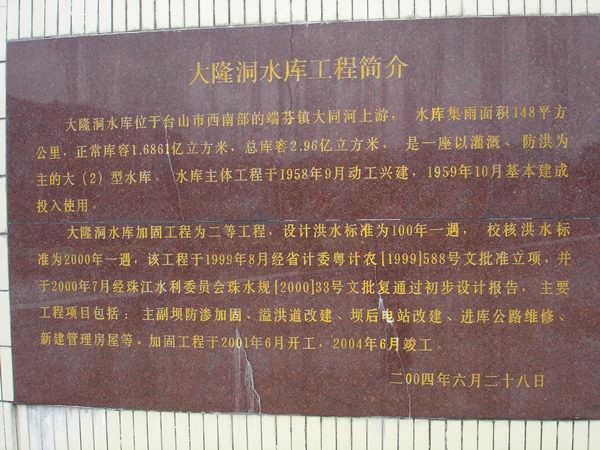 大隆洞水库工程简介
大隆洞水库位于台山市西南部的端芬镇大同河上游， 水库集雨面积148平方
公里，正常库容1.6861亿立方米，总库容2.96亿立方米， 是一座以灌溉、防洪为
主的大（2）型水库。 水库主体工程于1958年9月动工兴建，1959年10月基本建成
投入使用。
大隆洞水库加固工程为二等工程，设计洪水标准为100年一遇， 校核洪水标
准为2000年一遇，该工程于1999年8月经省计委粤计农[1999]588号文批准立项，并
于2000年7月经珠江水利委员会珠水规[2000]33号文批复通过初步设计报告，主要
工程项目包括： 主副坝防渗加固、溢洪道改建、坝后电站改建、进库公路维修、
新建管理房屋等。加固工程于2001年6月开工，2004年6月竣工。
二00四年六月二十八日